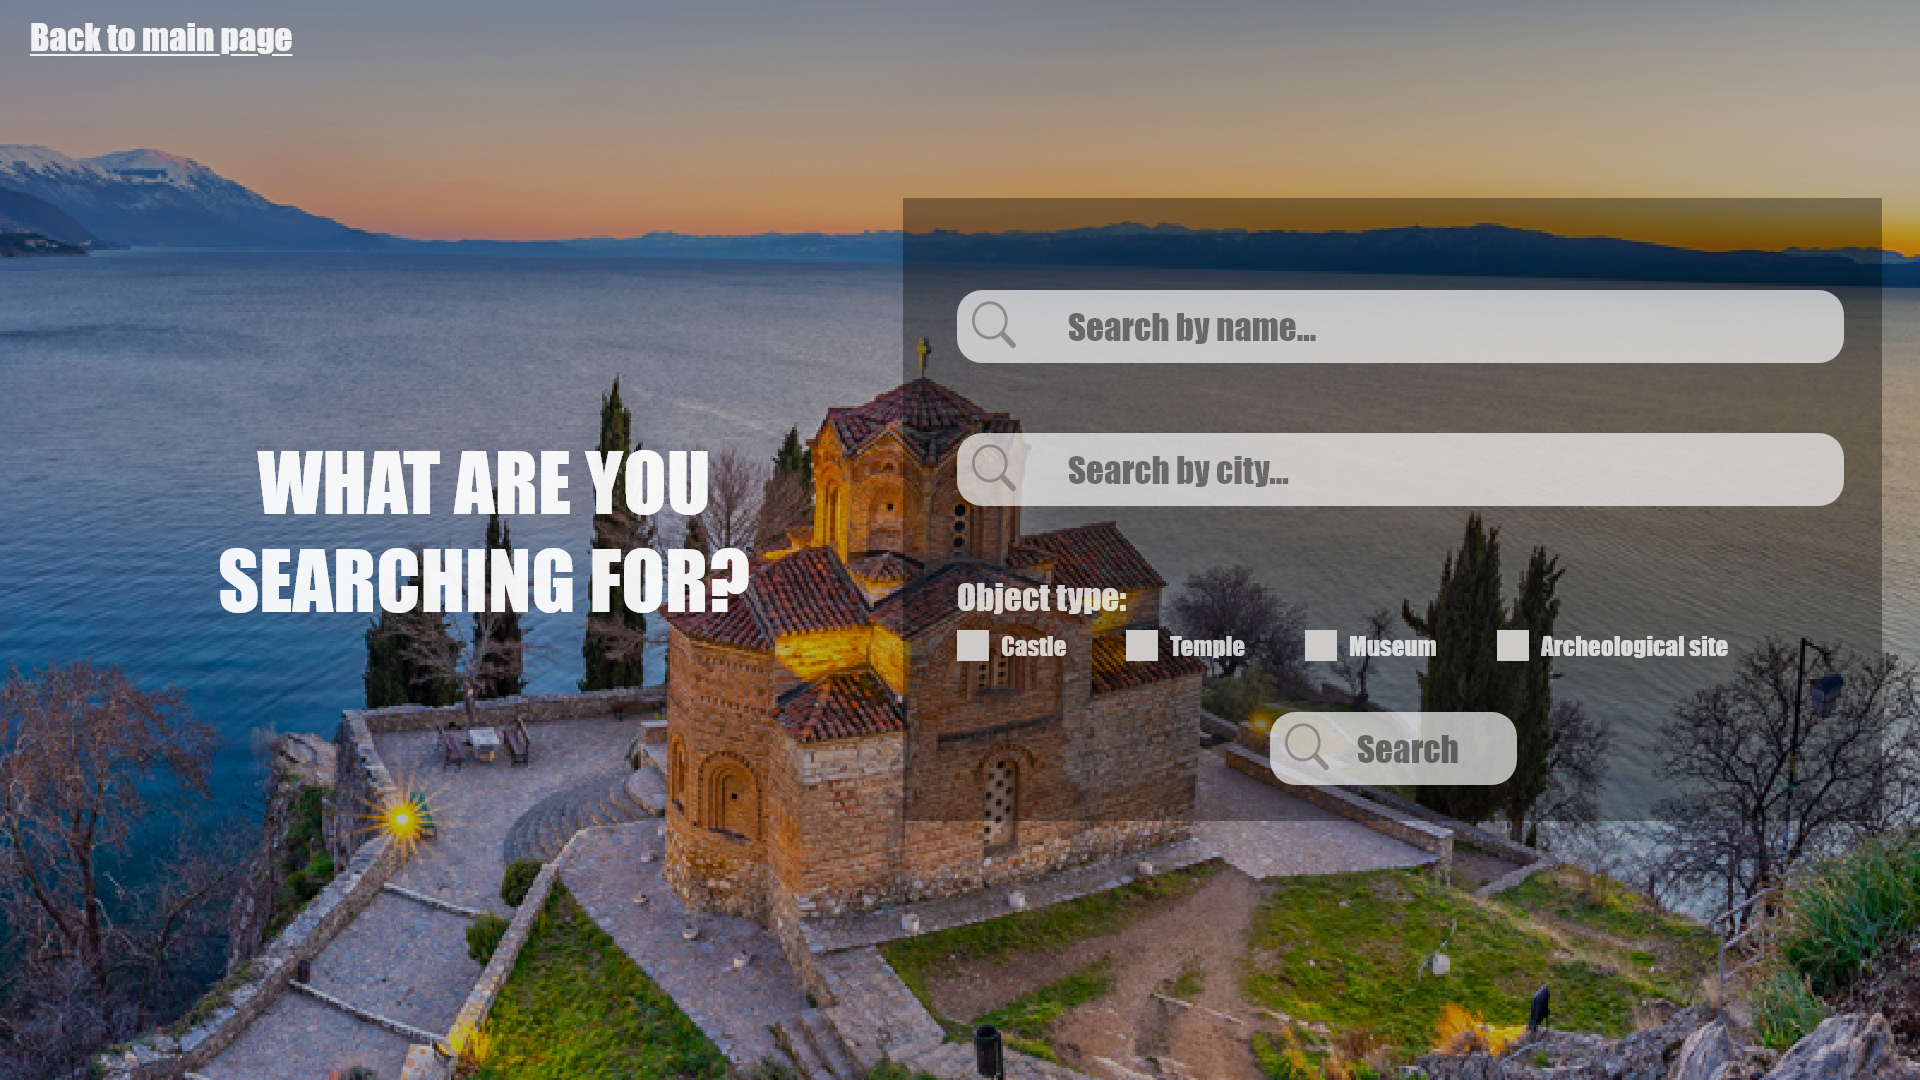 Back to main page
WHAT ARE YOU
SEARCHING FOR?
Search by name...
Search by city...
Object type:
Castle
Temple
Museum
Archeological site
Search